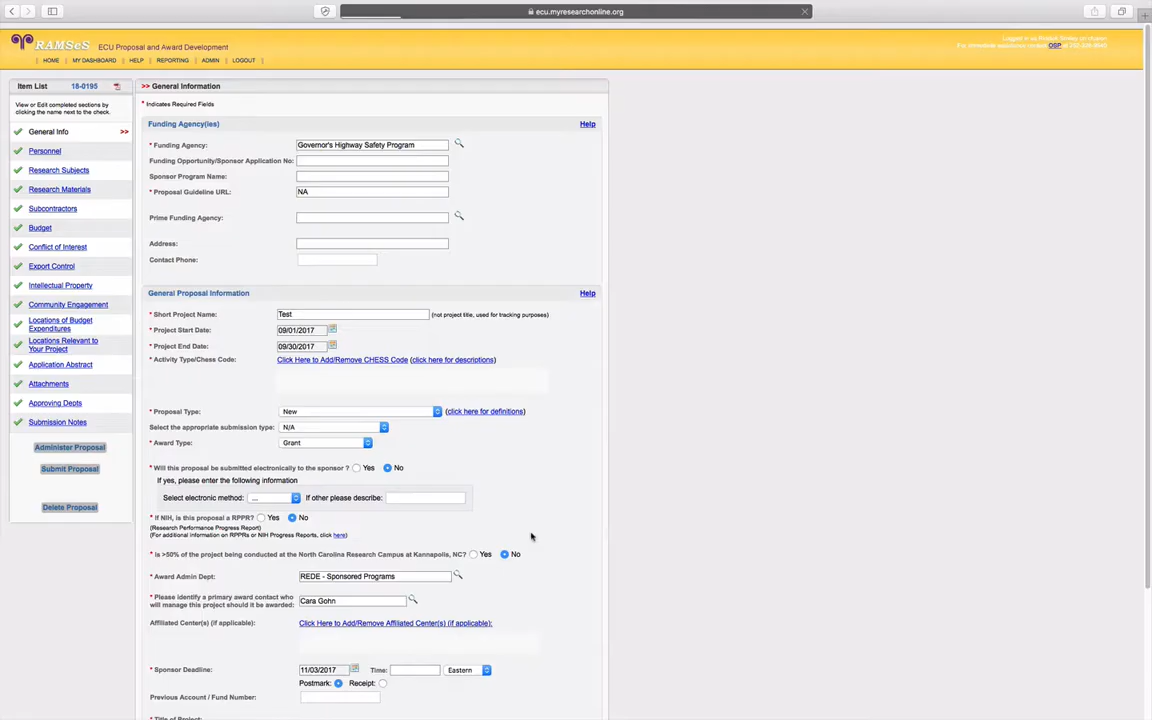 ecu.myresearchonline.org
RAMSeS ECU Proposal and Award Development
| HOME | MY DASHBOARD | HELP | REPORTING | ADMIN | LOGOUT |
OSP
Item List 18-0195
View or Edit completed sections by
clicking the name next to the check.
General Info >>
Personnel
Research Subjects
Research Materials
Subcontractors
Budget
Conflict of Interest
Export Control
Intellectual Property
Community Engagement
Locations of Budget
Expenditures
Locations Relevant to
Your Project
Application Abstract
Attachments
Approving Depts
Submission Notes
Administer Proposal
Submit Proposal
Delete Proposal
>> General Information
* Indicates Required Fields
Funding Agency(ies) Help
* Funding Agency: Governor's Highway Safety Program
Funding Opportunity/Sponsor Application No:
Sponsor Program Name:
* Proposal Guideline URL: NA
Prime Funding Agency:
Address:
Contact Phone:
General Proposal Information Help
* Short Project Name: Test (not project title, used for tracking purposes)
* Project Start Date: 09/01/2017
* Project End Date: 09/30/2017
* Activity Type/Chess Code: Click Here to Add/Remove CHESS Code (click here for descriptions)
* Proposal Type: New (click here for definitions)
Select the appropriate submission type: N/A
* Award Type: Grant
* Will this proposal be submitted electronically to the sponsor ? Yes No
If yes, please enter the following information
Select electronic method: ... If other please describe:
* If NIH, is this proposal a RPPR? Yes No
(Research Performance Progress Report)
(For additional information on RPPRs or NIH Progress Reports, click here)
* Is >50% of the project being conducted at the North Carolina Research Campus at Kannapolis, NC? Yes No
* Award Admin Dept: REDE - Sponsored Programs
* Please identify a primary award contact who
will manage this project should it be awarded: Cara Gohn
Affiliated Center(s) (if applicable): Click Here to Add/Remove Affiliated Center(s) (if applicable):
* Sponsor Deadline: 11/03/2017 Time: Eastern
Postmark: Receipt:
Previous Account / Fund Number:
* Title of Project: